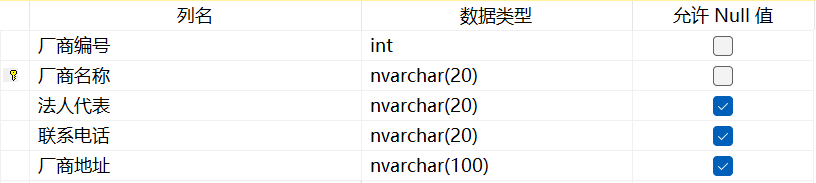 列名 数据类型 允许 Null 值
厂商编号 int
厂商名称 nvarchar(20)
法人代表 nvarchar(20)
联系电话 nvarchar(20)
厂商地址 nvarchar(100)